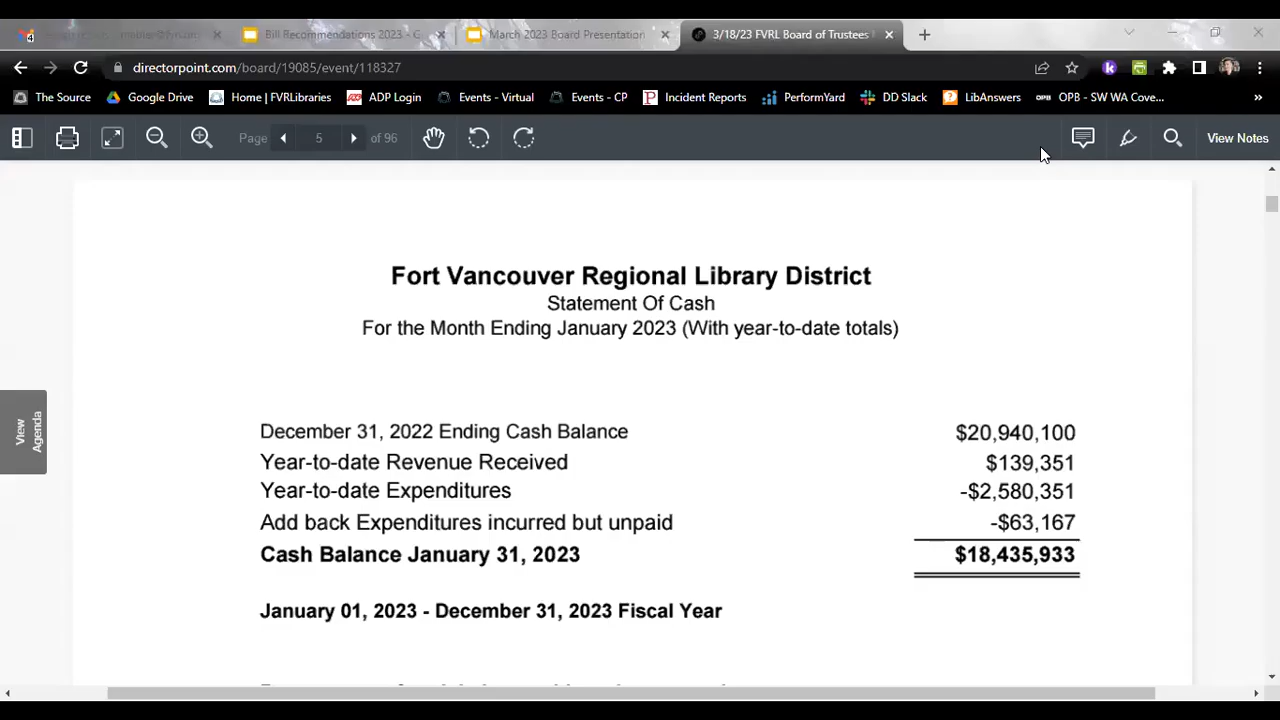 4
Bill Recommendations 2023 - G
March 2023 Board Presentation
3/18/23 FVRL Board of Trustees
directorpoint.com/board/19085/event/118327
The Source
Google Drive
Home | FVRLibraries
ADP Login
Events - Virtual
Events - CP
Incident Reports
PerformYard
DD Slack
LibAnswers
OPB OPB - SW WA Cove...
»
Page 5 of 96
View Notes
View Agenda
Fort Vancouver Regional Library District
Statement Of Cash
For the Month Ending January 2023 (With year-to-date totals)
December 31, 2022 Ending Cash Balance $20,940,100
Year-to-date Revenue Received $139,351
Year-to-date Expenditures -$2,580,351
Add back Expenditures incurred but unpaid -$63,167
Cash Balance January 31, 2023 $18,435,933
January 01, 2023 - December 31, 2023 Fiscal Year